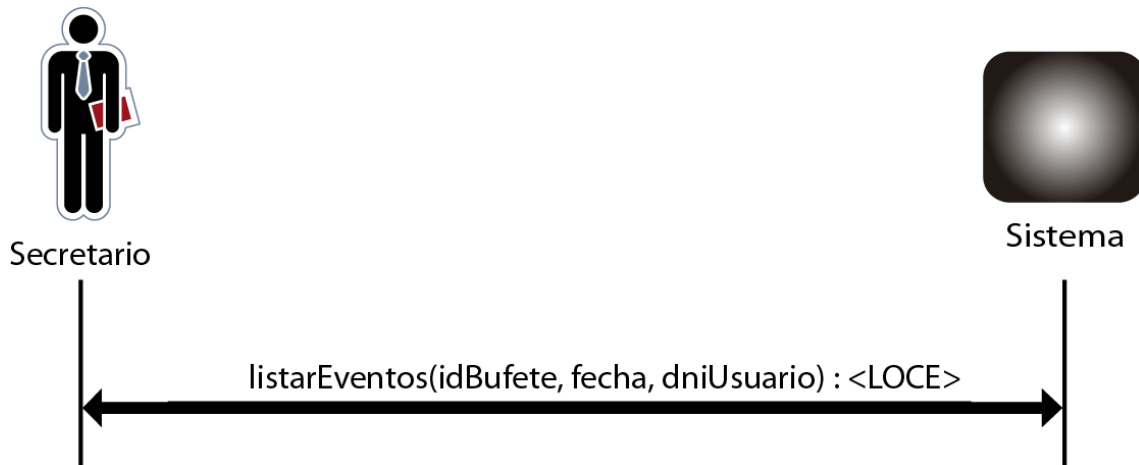 Secretario
Sistema
listarEventos(idBufete, fecha, dniUsuario) : <LOCE>